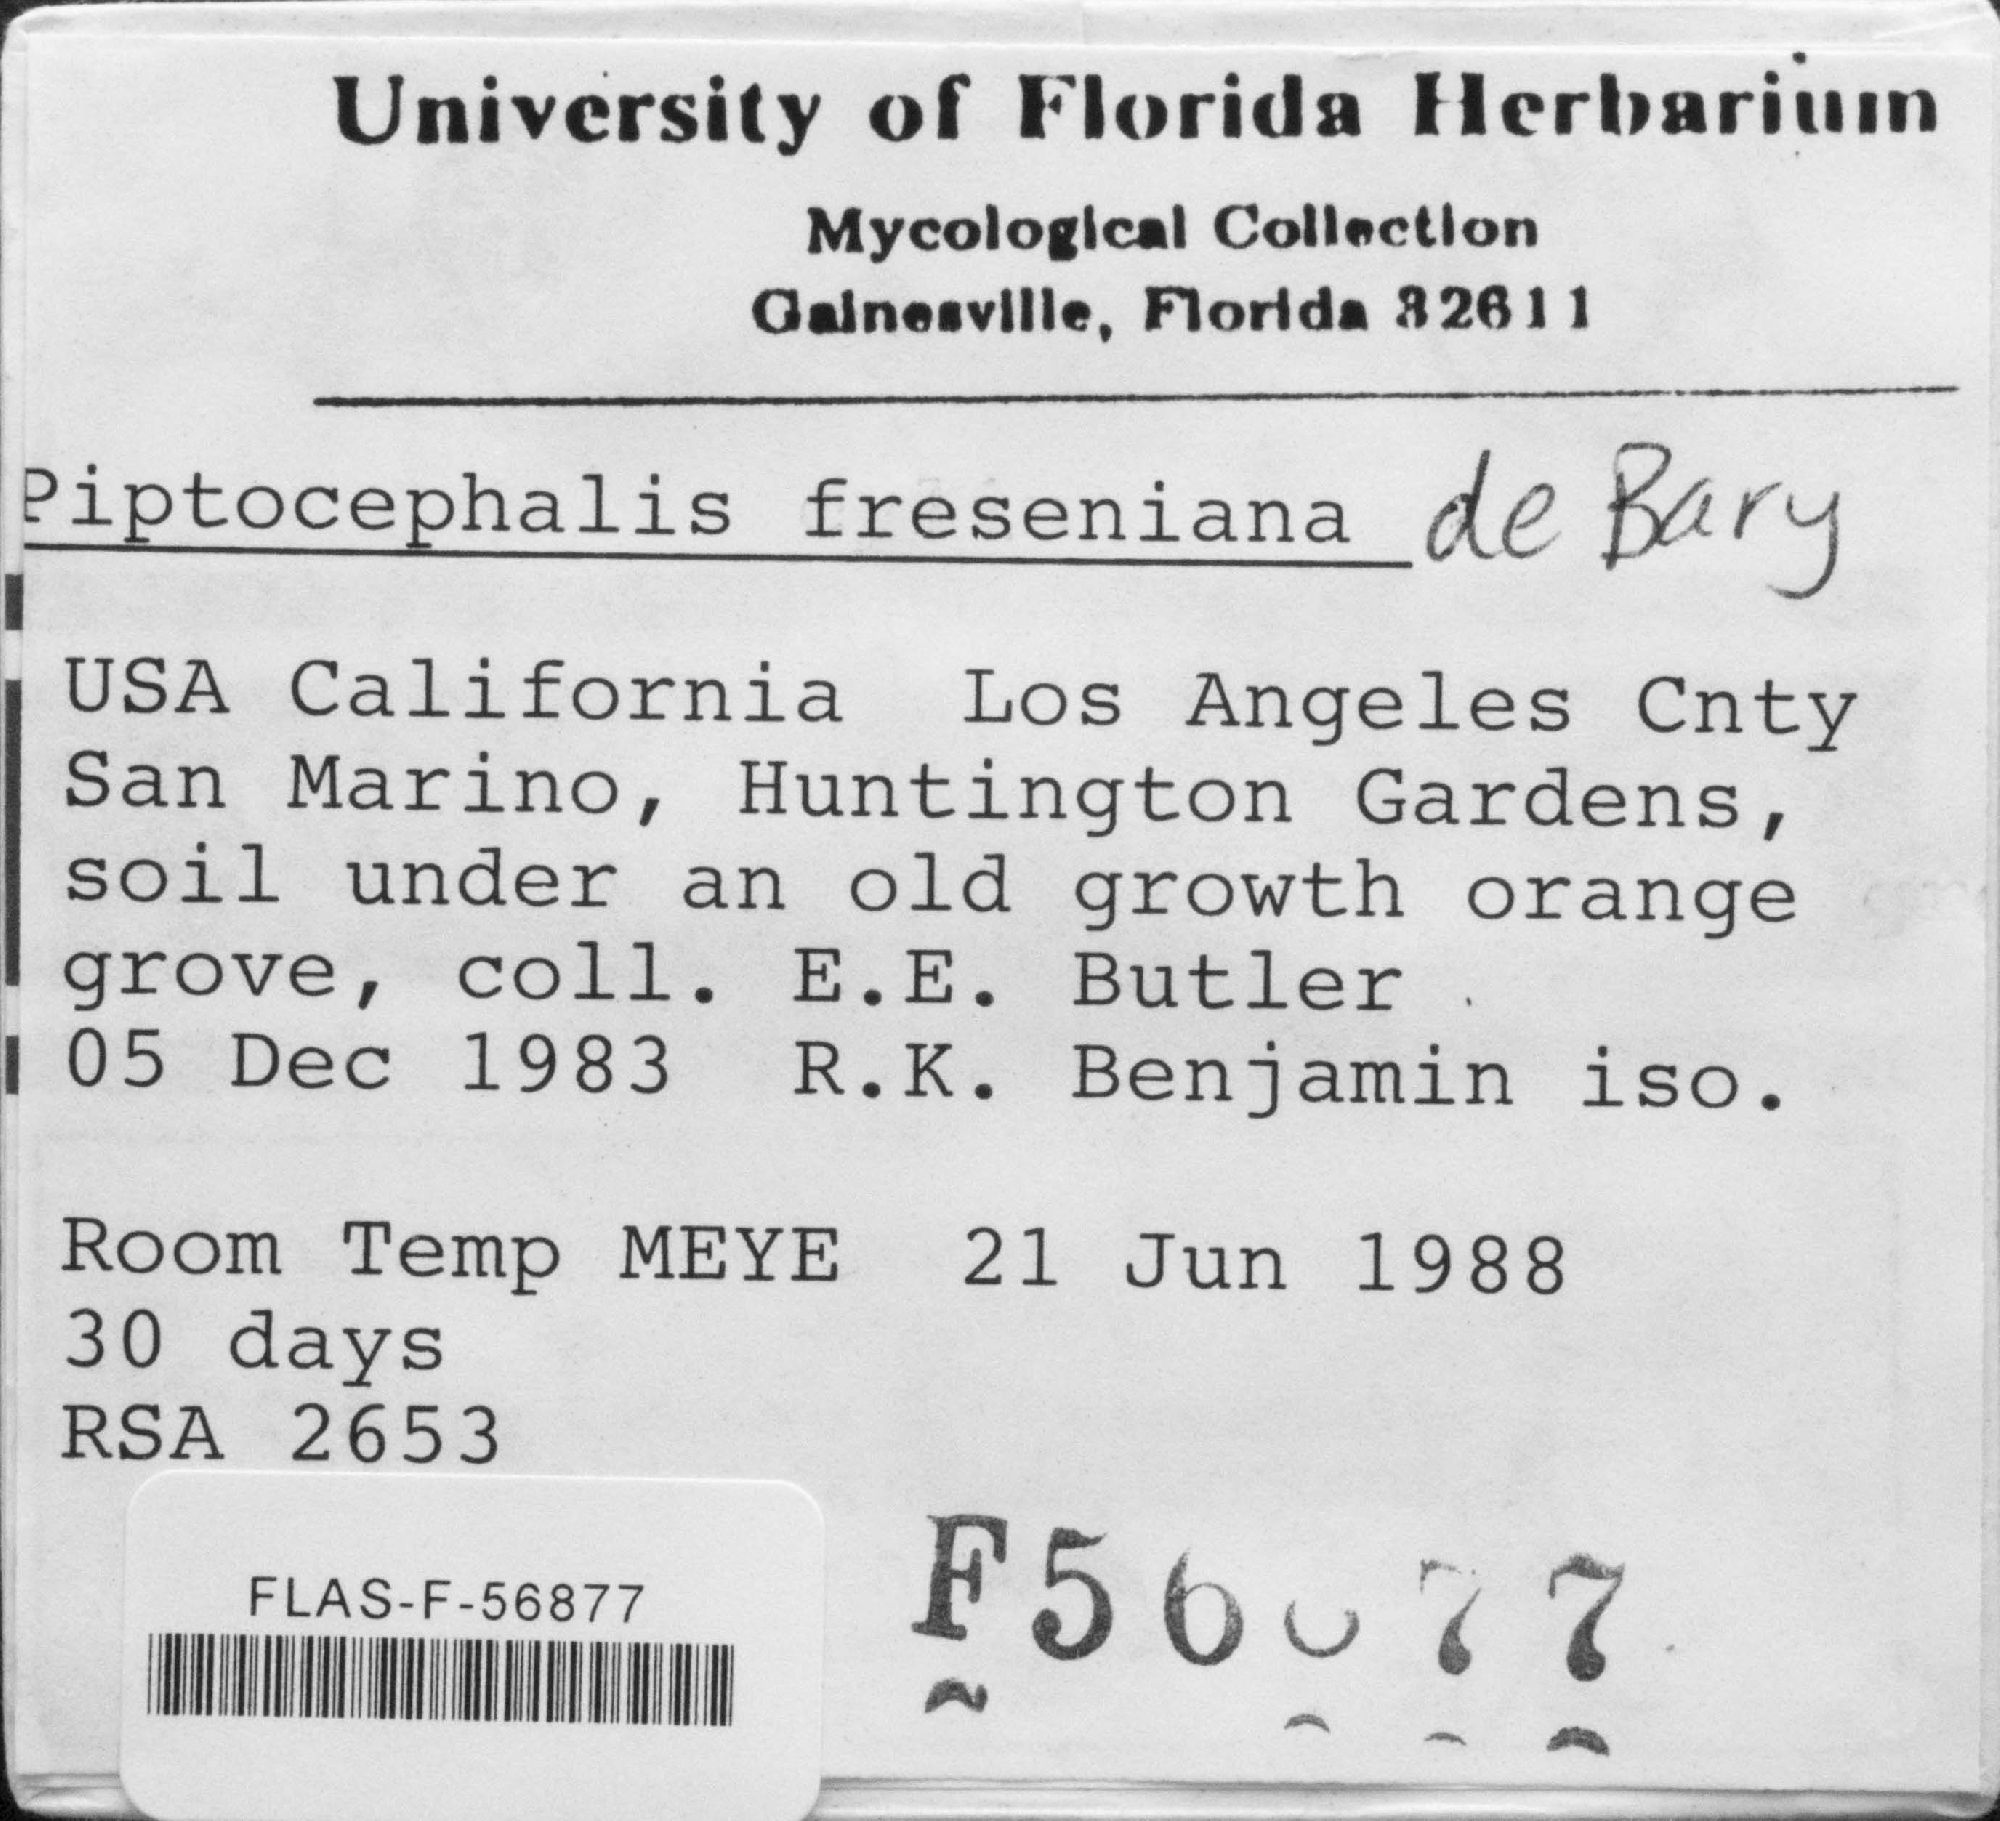 University of Florida Herbarium
Mycological Collection
Gainesville, Florida 32611
Piptocephalis freseniana de Bary
USA California Los Angeles Cnty
San Marino, Huntington Gardens,
soil under an old growth orange
grove, coll. E.E. Butler
05 Dec 1983 R.K. Benjamin iso.
Room Temp MEYE 21 Jun 1988
30 days
RSA 2653
FLAS-F-56877
F56877